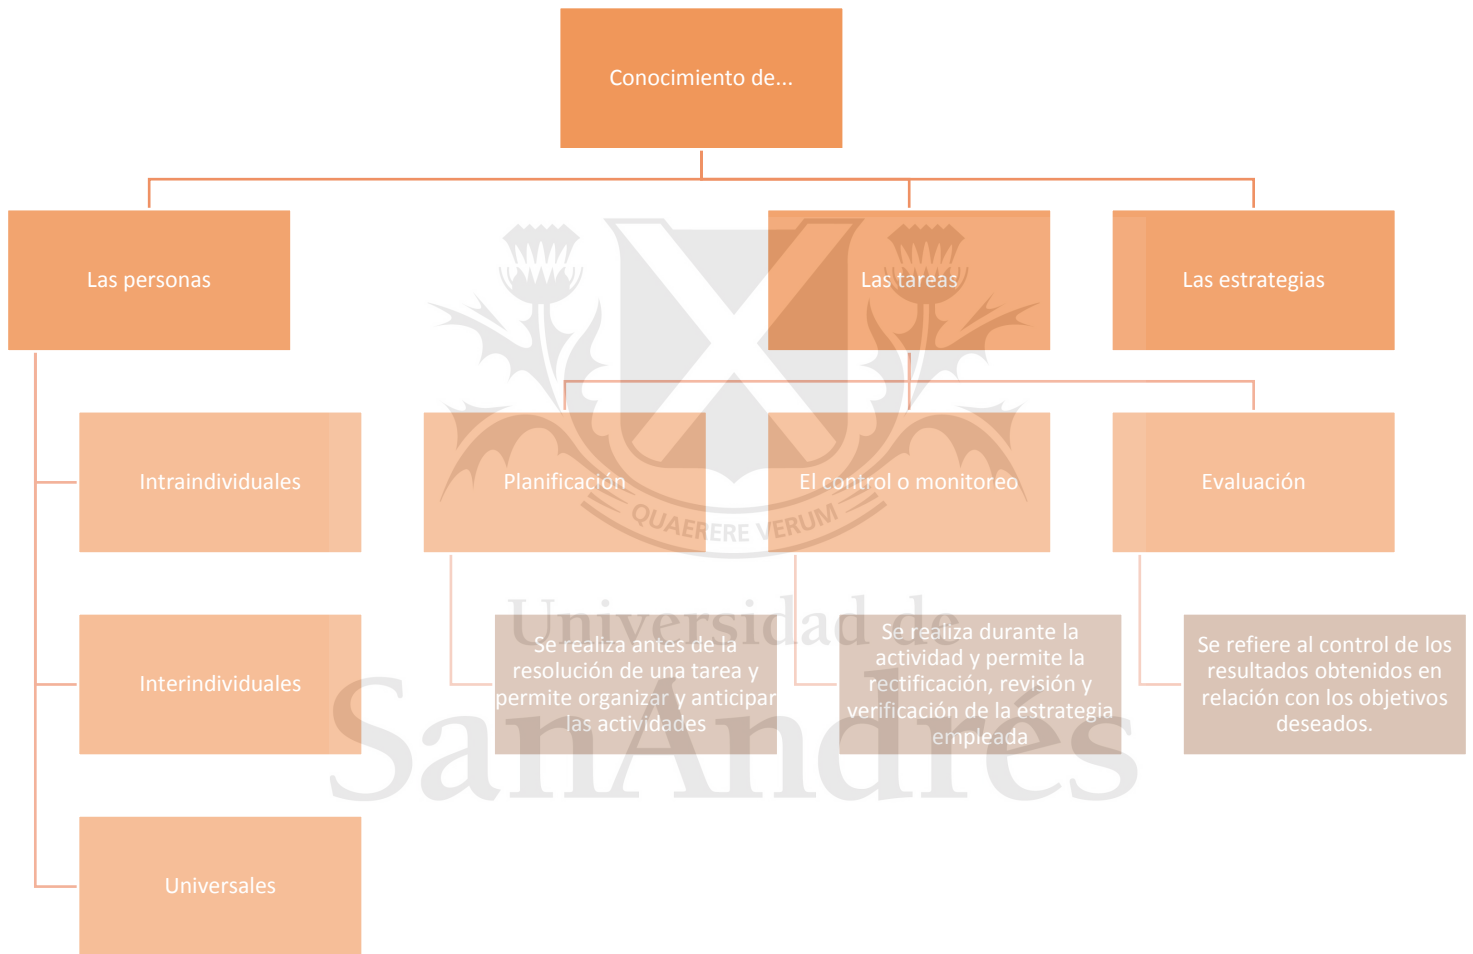 Conocimiento de...
Las personas
Las tareas
Las estrategias
Intraindividuales
Planificación
El control o monitoreo
Evaluación
QUAERERE VERUM
Universidad de
SanAndrés
Interindividuales
Se realiza antes de la
resolución de una tarea y
permite organizar y anticipar
las actividades
Se realiza durante la
actividad y permite la
rectificación, revisión y
verificación de la estrategia
empleada
Se refiere al control de los
resultados obtenidos en
relación con los objetivos
deseados.
Universales